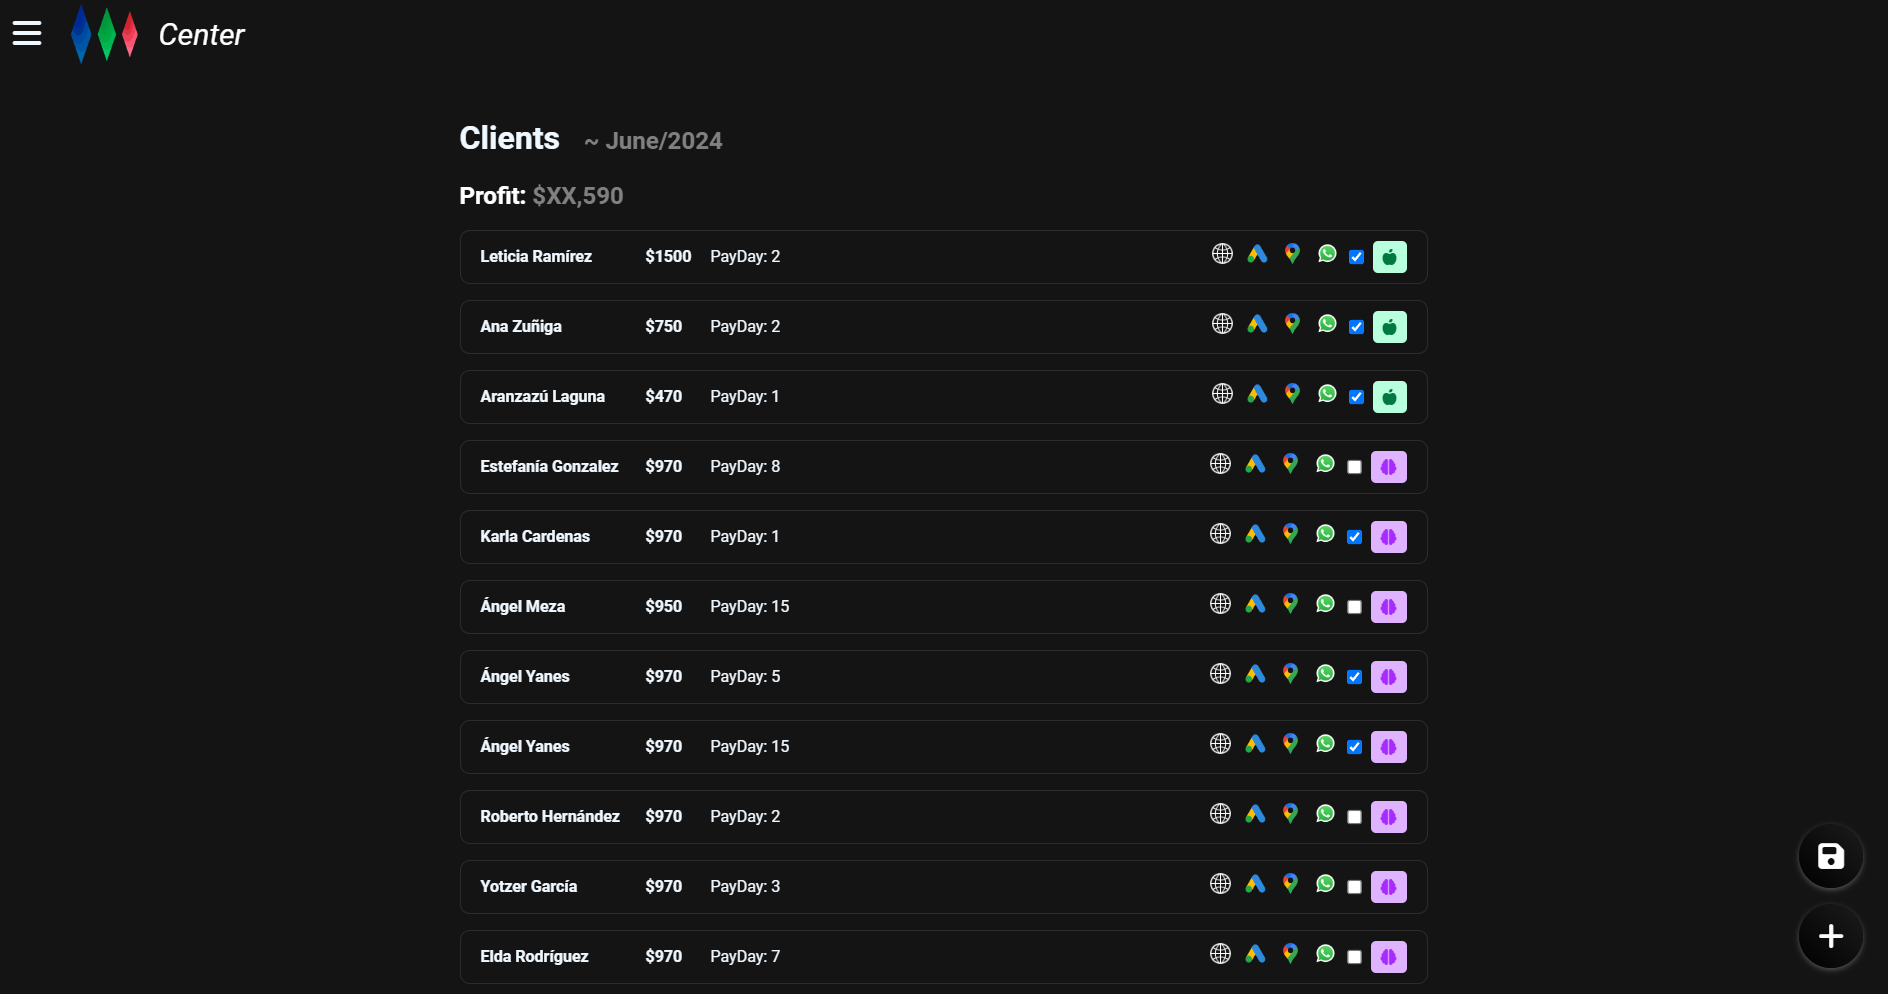 Center
Clients ~ June/2024
Profit: $XX,590
Leticia Ramírez $1500 PayDay: 2
Ana Zuñiga $750 PayDay: 2
Aranzazú Laguna $470 PayDay: 1
Estefanía Gonzalez $970 PayDay: 8
Karla Cardenas $970 PayDay: 1
Ángel Meza $950 PayDay: 15
Ángel Yanes $970 PayDay: 5
Ángel Yanes $970 PayDay: 15
Roberto Hernández $970 PayDay: 2
Yotzer García $970 PayDay: 3
Elda Rodríguez $970 PayDay: 7